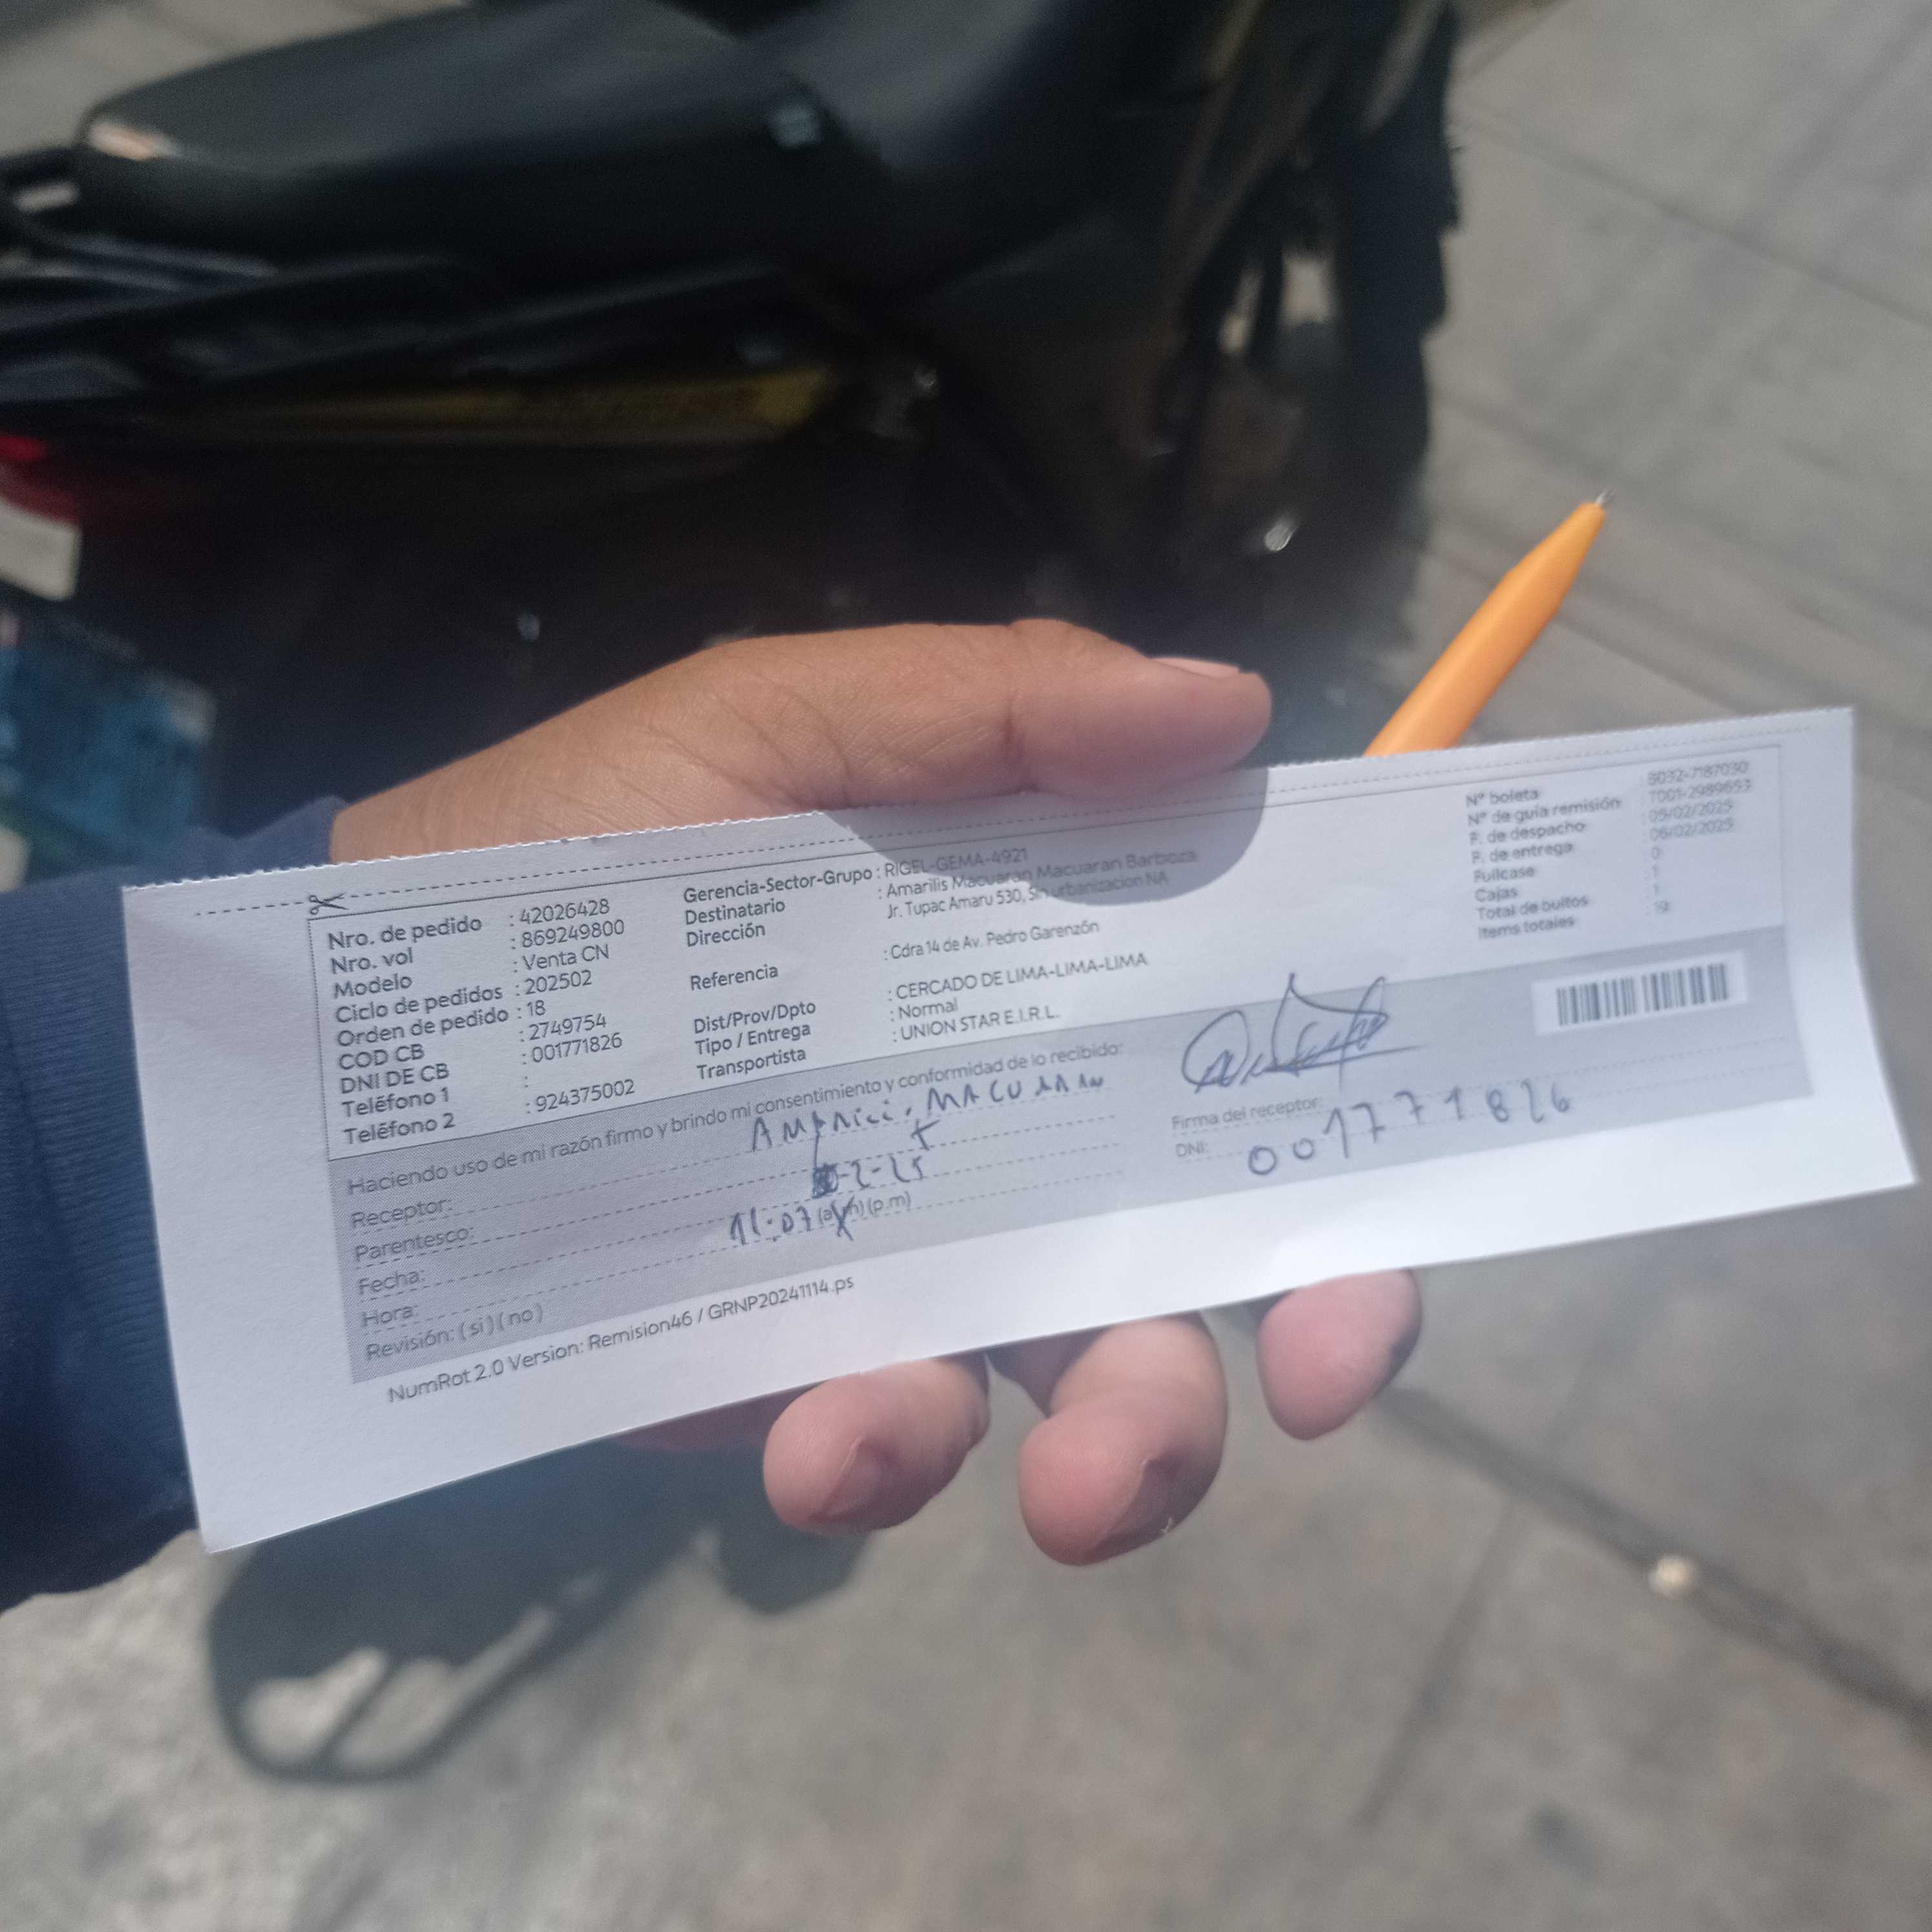 Nro. de pedido : 42026428
Nro. vol : 869249800
Modelo : Venta CN
Ciclo de pedidos : 202502
Orden de pedido : 18
COD CB : 2749754
DNI DE CB : 001771826
Teléfono 1 :
Teléfono 2 : 924375002
Gerencia-Sector-Grupo : RIGEL-GEMA-4921
Destinatario : Amarilis Macuaran Macuaran Barboza
Dirección Jr. Tupac Amaru 530, Sin urbanizacion NA
Referencia : Cdra 14 de Av. Pedro Garenzón
Dist/Prov/Dpto : CERCADO DE LIMA-LIMA-LIMA
Tipo / Entrega : Normal
Transportista : UNION STAR E.I.R.L.
N° boleta : B032-7187030
N° de guía remisión : T001-2989653
F. de despacho : 05/02/2025
F. de entrega : 06/02/2025
Fullcase : 0
Cajas : 1
Total de bultos : 1
Items totales : 19
Haciendo uso de mi razón firmo y brindo mi consentimiento y conformidad de lo recibido:
Receptor:
Parentesco: T
Fecha: -2-25
Hora: 11:07 (a.m) (p.m)
Revisión: ( si ) ( no )
Firma del receptor:
DNI: 001771826
NumRot 2.0 Version: Remision46 / GRNP20241114.ps